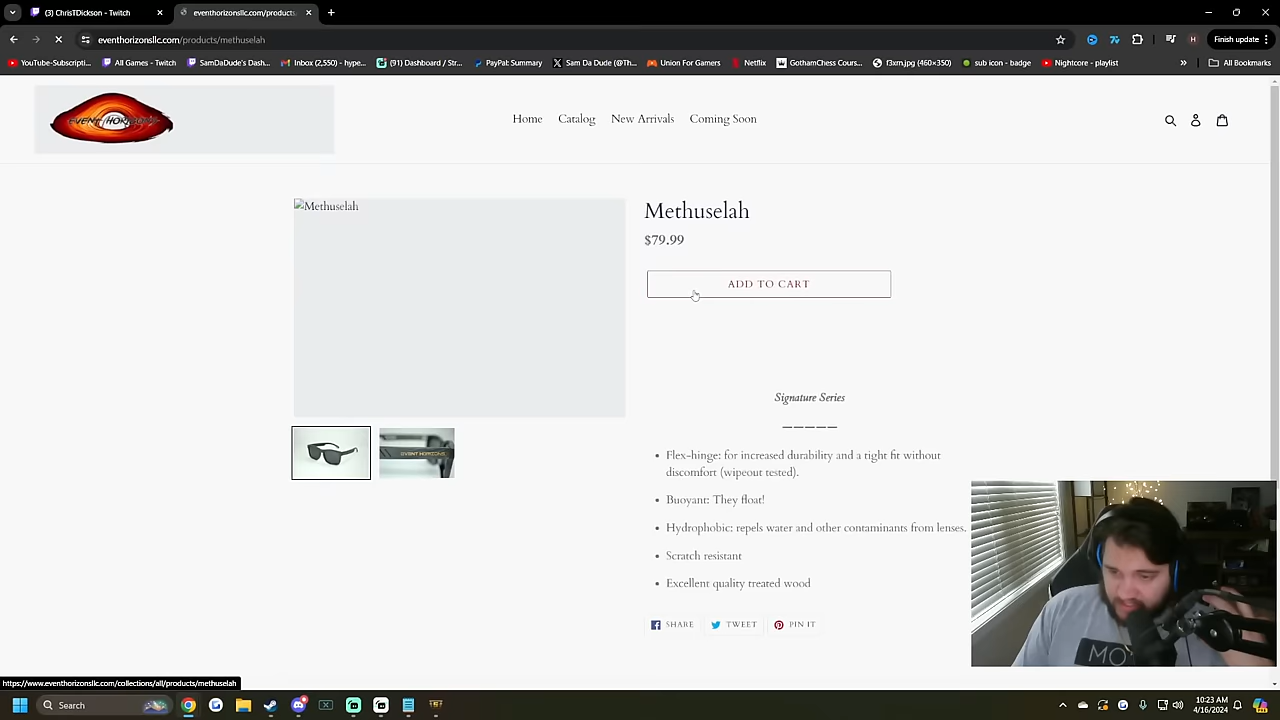 (3) ChrisTDickson - Twitch
eventhorizonsllc.com/products/
eventhorizonsllc.com/products/methuselah
Finish update
YouTube-Subscripti...
All Games - Twitch
SamDaDude's Dash...
Inbox (2,550) - hype...
(91) Dashboard / Str...
PayPal: Summary
Sam Da Dude (@Th...
Union For Gamers
Netflix
GothamChess Cours...
f3xm.jpg (460×350)
sub icon - badge
Nightcore - playlist
All Bookmarks
EVENT HORIZONS
Home
Catalog
New Arrivals
Coming Soon
Methuselah
Methuselah
$79.99
ADD TO CART
Signature Series
—————
EVENT HORIZONS
Flex-hinge: for increased durability and a tight fit without
discomfort (wipeout tested).
Buoyant: They float!
Hydrophobic: repels water and other contaminants from lenses.
Scratch resistant
Excellent quality treated wood
SHARE
TWEET
PIN IT
MO
https://www.eventhorizonsllc.com/collections/all/products/methuselah
Search
10:23 AM
4/16/2024